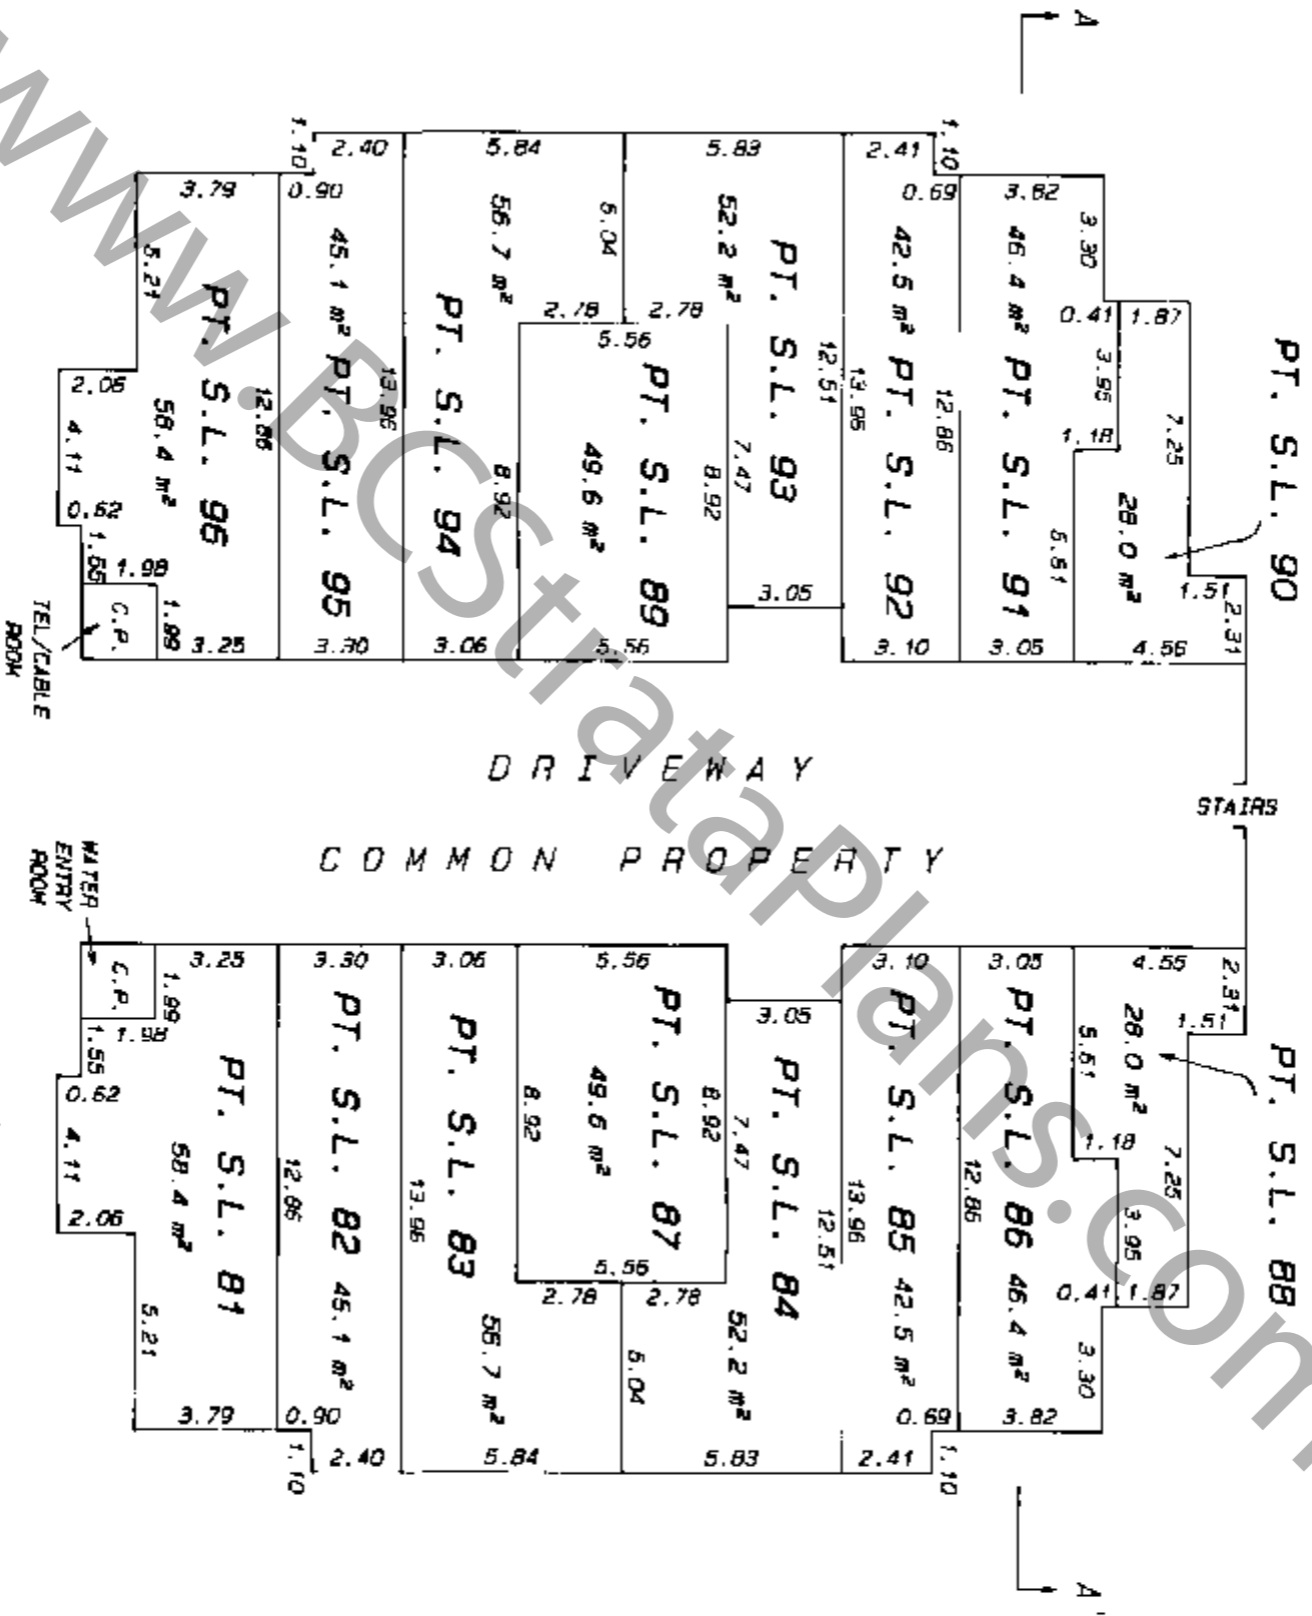 A
1.10
2.40
5.84
5.83
2.41
1.10
3.79
0.90
0.69
3.82
5.21
45.1 m²
56.7 m²
5.04
52.2 m²
42.5 m²
46.4 m²
3.30
PT. S.L. 96
PT. S.L. 95
PT. S.L. 94
PT. S.L. 93
PT. S.L. 92
PT. S.L. 91
PT. S.L. 90
2.78
2.78
0.41
1.87
5.56
12.51
13.96
3.95
2.06
12.86
13.96
PT. S.L. 89
12.86
7.25
4.11
58.4 m²
8.92
49.6 m²
7.47
8.92
1.18
0.62
28.0 m²
1.55
1.98
5.51
C.P.
1.99
3.05
1.51
2.31
TEL/CABLE
ROOM
3.25
3.30
3.06
5.56
3.10
3.05
4.56
DRIVEWAY
STAIRS
COMMON PROPERTY
WATER
ENTRY
ROOM
3.25
3.30
3.06
5.56
3.10
3.05
4.55
2.31
C.P.
1.99
3.05
1.51
1.98
1.55
28.0 m²
5.51
0.62
PT. S.L. 81
PT. S.L. 82
PT. S.L. 83
PT. S.L. 87
PT. S.L. 84
PT. S.L. 85
PT. S.L. 86
PT. S.L. 88
8.92
49.6 m²
8.92
7.47
1.18
4.11
58.4 m²
12.86
13.96
12.51
13.96
12.86
3.95
7.25
2.06
5.56
2.78
2.78
0.41
1.87
5.21
45.1 m²
56.7 m²
5.04
52.2 m²
42.5 m²
46.4 m²
3.30
3.79
0.90
0.69
3.82
1.10
2.40
5.84
5.83
2.41
1.10
A'
www.BCStrataPlans.com